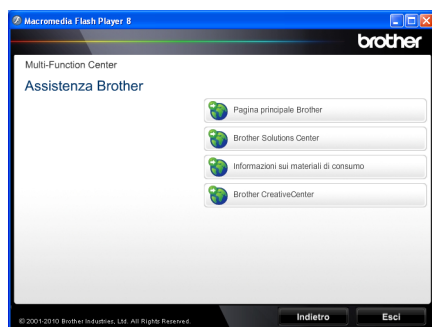 Macromedia Flash Player 8
brother
Multi-Function Center
Assistenza Brother
Pagina principale Brother
Brother Solutions Center
Informazioni sui materiali di consumo
Brother CreativeCenter
© 2001-2010 Brother Industries, Ltd. All Rights Reserved.
Indietro
Esci